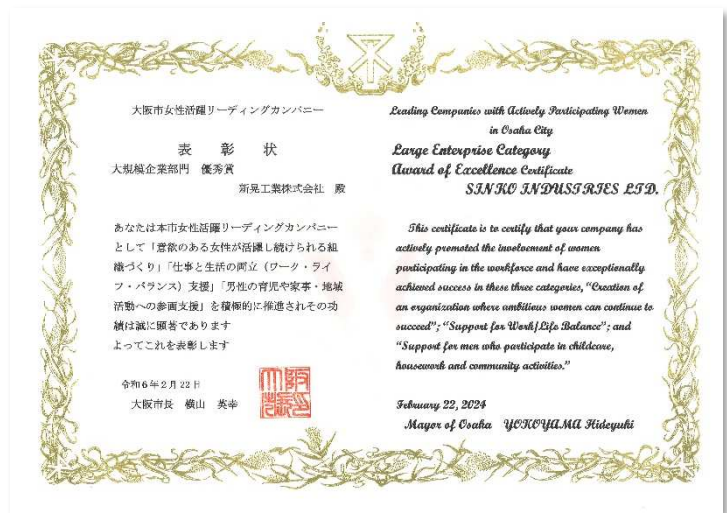 大阪市女性活躍リーディングカンパニー
表彰状
大規模企業部門 優秀賞
新晃工業株式会社 殿
あなたは本市女性活躍リーディングカンパニー
として「意欲のある女性が活躍し続けられる組
織づくり」「仕事と生活の両立（ワーク・ライ
フ・バランス）支援」「男性の育児や家事・地域
活動への参画支援」を積極的に推進されその功
績は誠に顕著であります
よってこれを表彰します
令和6年2月22日
大阪市長 横山 英幸
Leading Companies with Actively Participating Women
in Osaka City
Large Enterprise Category
Award of Excellence Certificate
SINKO INDUSTRIES LTD.
This certificate is to certify that your company has
actively promoted the involvement of women
participating in the workforce and have exceptionally
achieved success in these three categories, "Creation of
an organization where ambitious women can continue to
succeed"; "Support for Work/Life Balance"; and
"Support for men who participate in childcare,
housework and community activities."
February 22, 2024
Mayor of Osaka YOKOYAMA Hideyuki